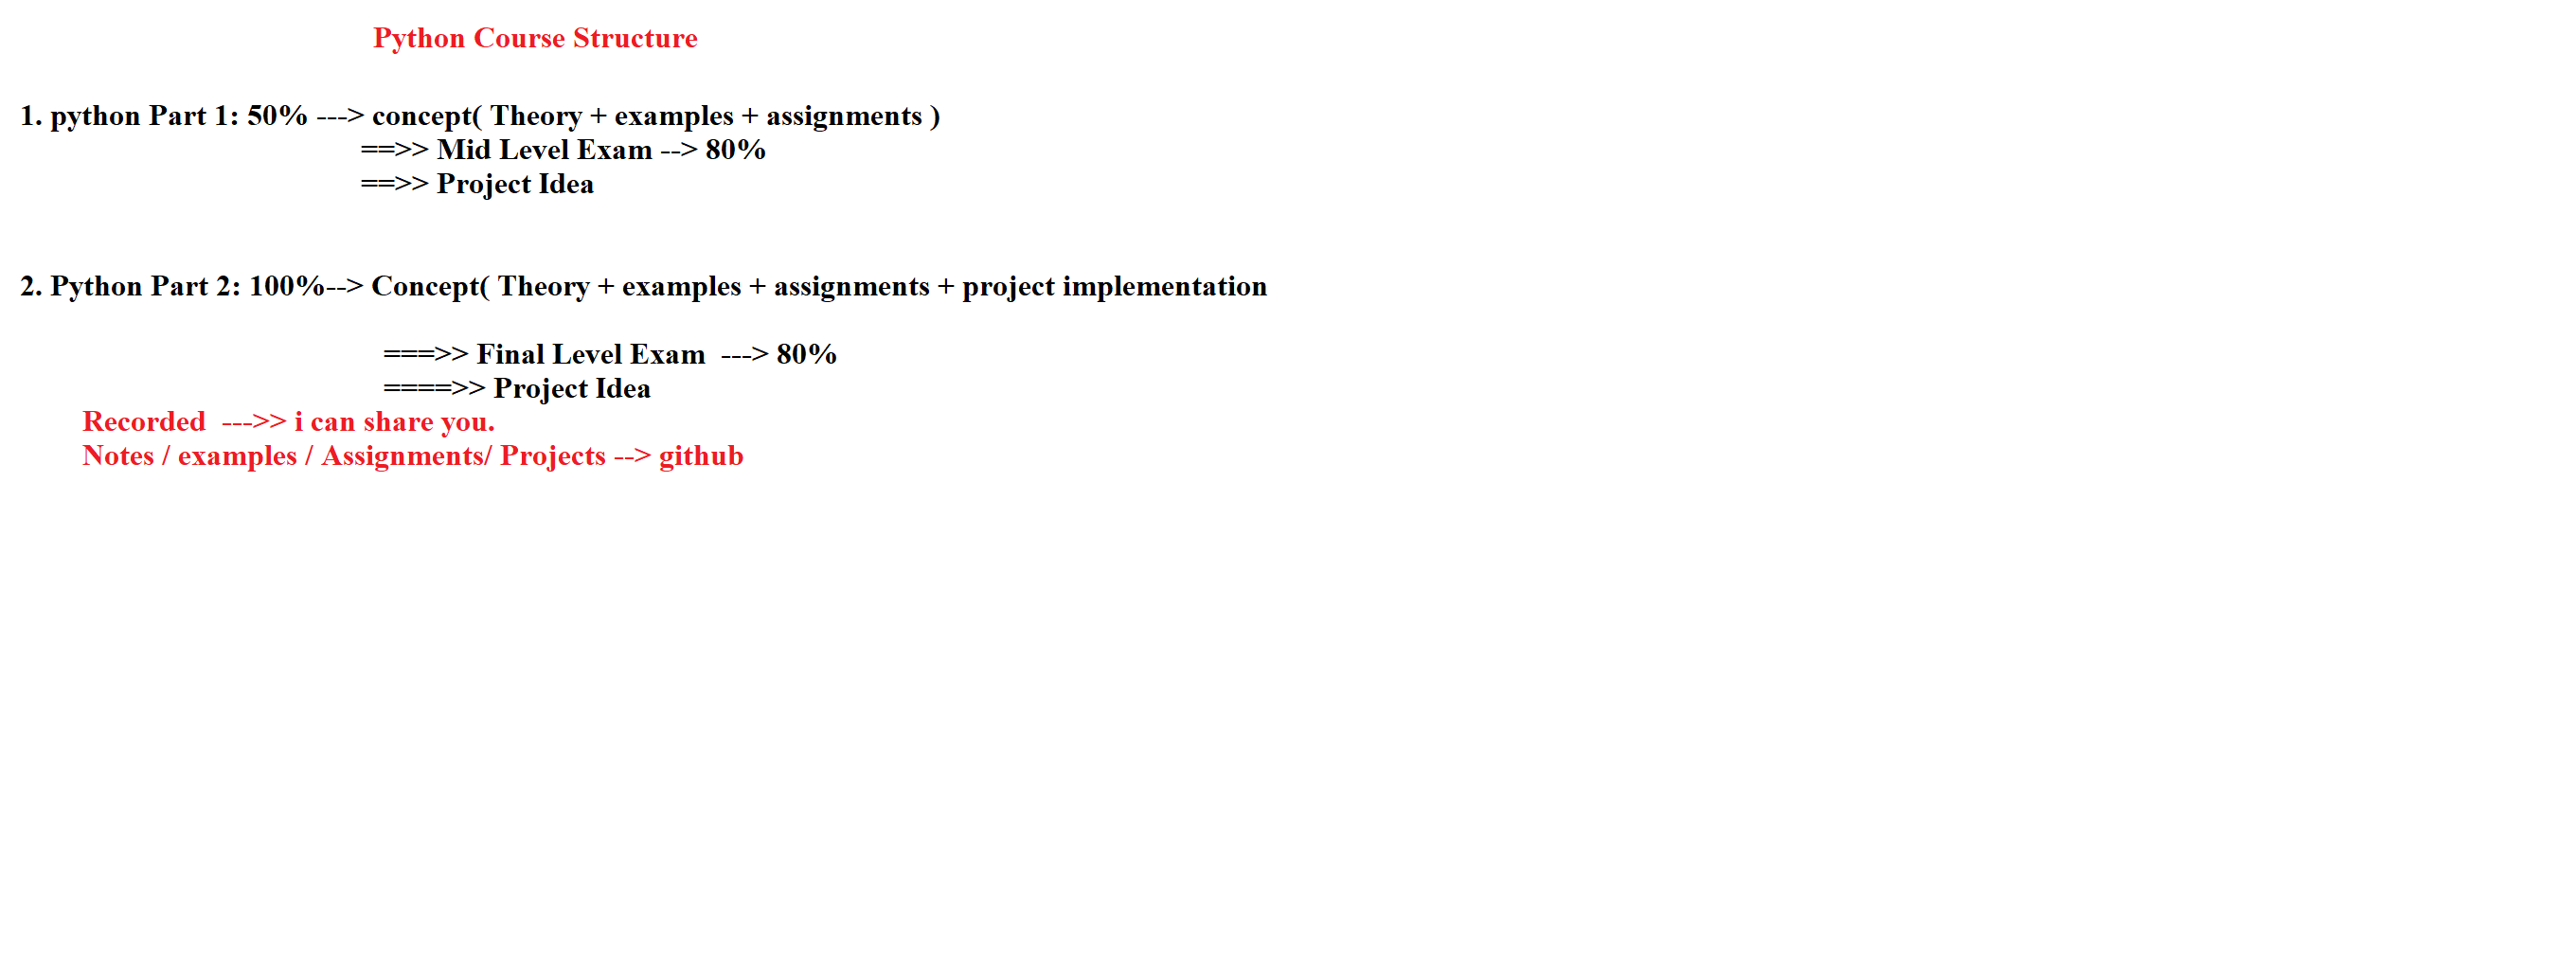 Python Course Structure
1. python Part 1: 50% ---> concept( Theory + examples + assignments )
==>> Mid Level Exam --> 80%
==>> Project Idea
2. Python Part 2: 100%--> Concept( Theory + examples + assignments + project implementation
===>> Final Level Exam  ---> 80%
====>> Project Idea
Recorded  --->> i can share you.
Notes / examples / Assignments/ Projects --> github